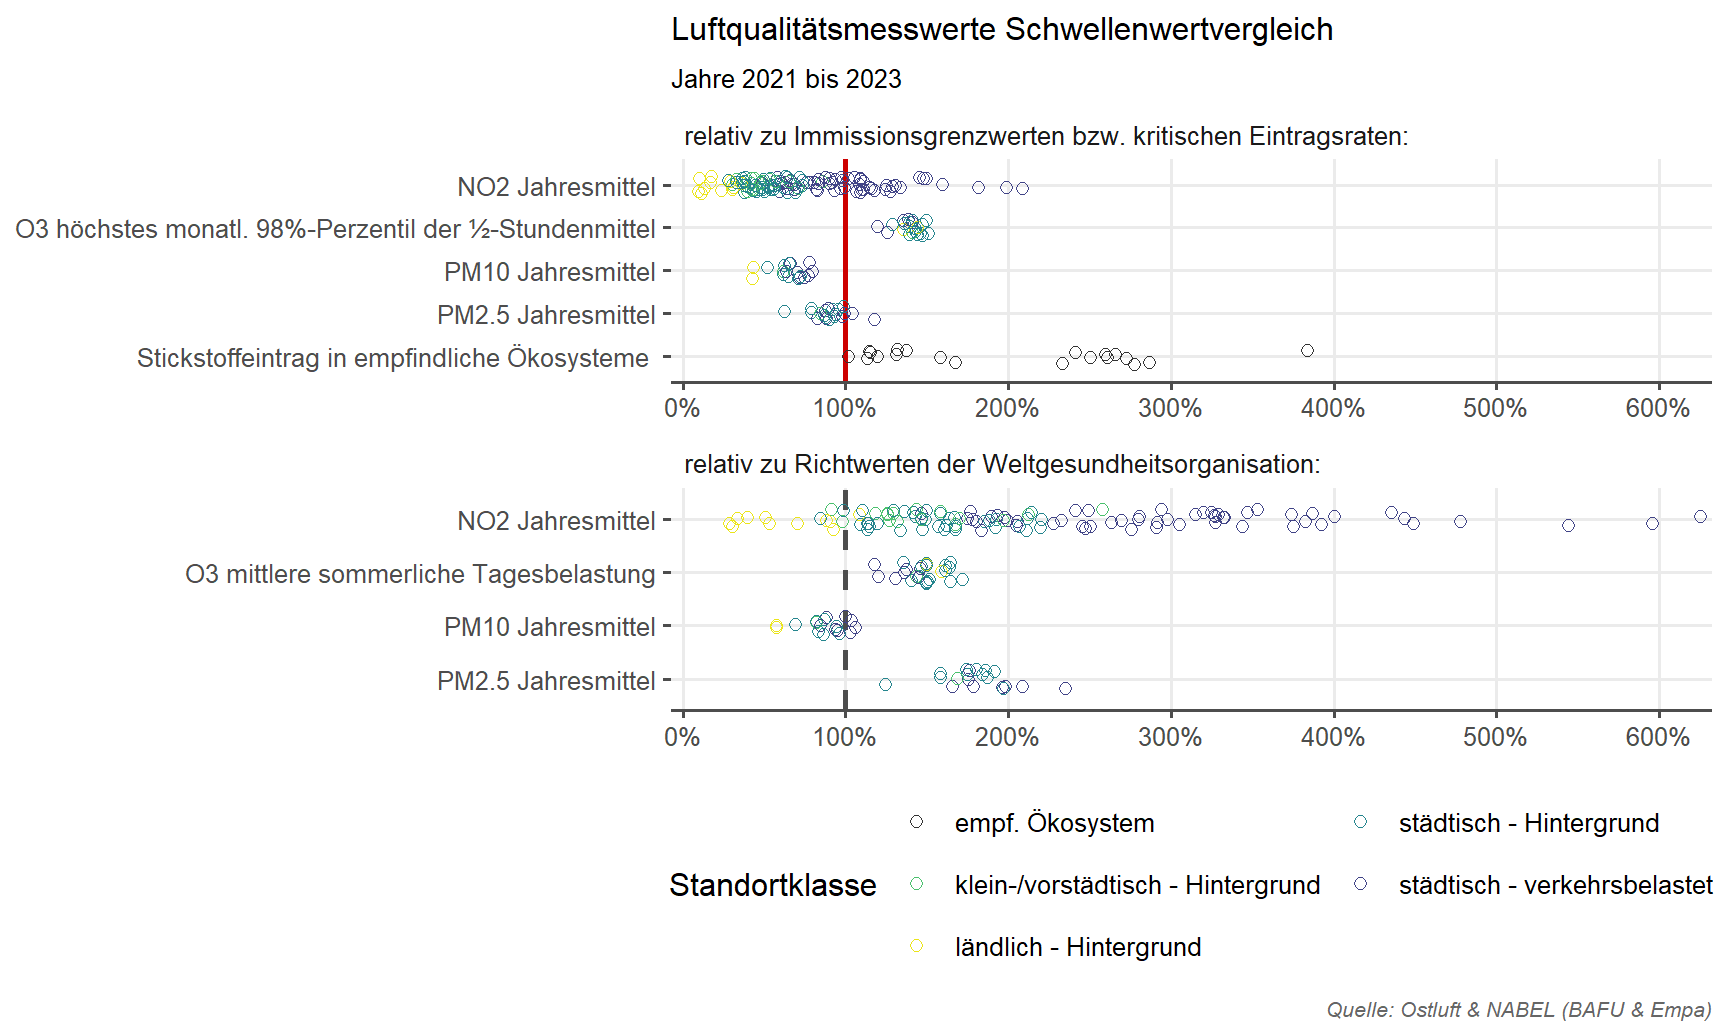 Luftqualitätsmesswerte Schwellenwertvergleich
Jahre 2021 bis 2023
relativ zu Immissionsgrenzwerten bzw. kritischen Eintragsraten:
NO2 Jahresmittel
O3 höchstes monatl. 98%-Perzentil der ½-Stundenmittel
PM10 Jahresmittel
PM2.5 Jahresmittel
Stickstoffeintrag in empfindliche Ökosysteme
0% 100% 200% 300% 400% 500% 600%
relativ zu Richtwerten der Weltgesundheitsorganisation:
NO2 Jahresmittel
O3 mittlere sommerliche Tagesbelastung
PM10 Jahresmittel
PM2.5 Jahresmittel
0% 100% 200% 300% 400% 500% 600%
Standortklasse
empf. Ökosystem
klein-/vorstädtisch - Hintergrund
ländlich - Hintergrund
städtisch - Hintergrund
städtisch - verkehrsbelastet
Quelle: Ostluft & NABEL (BAFU & Empa)